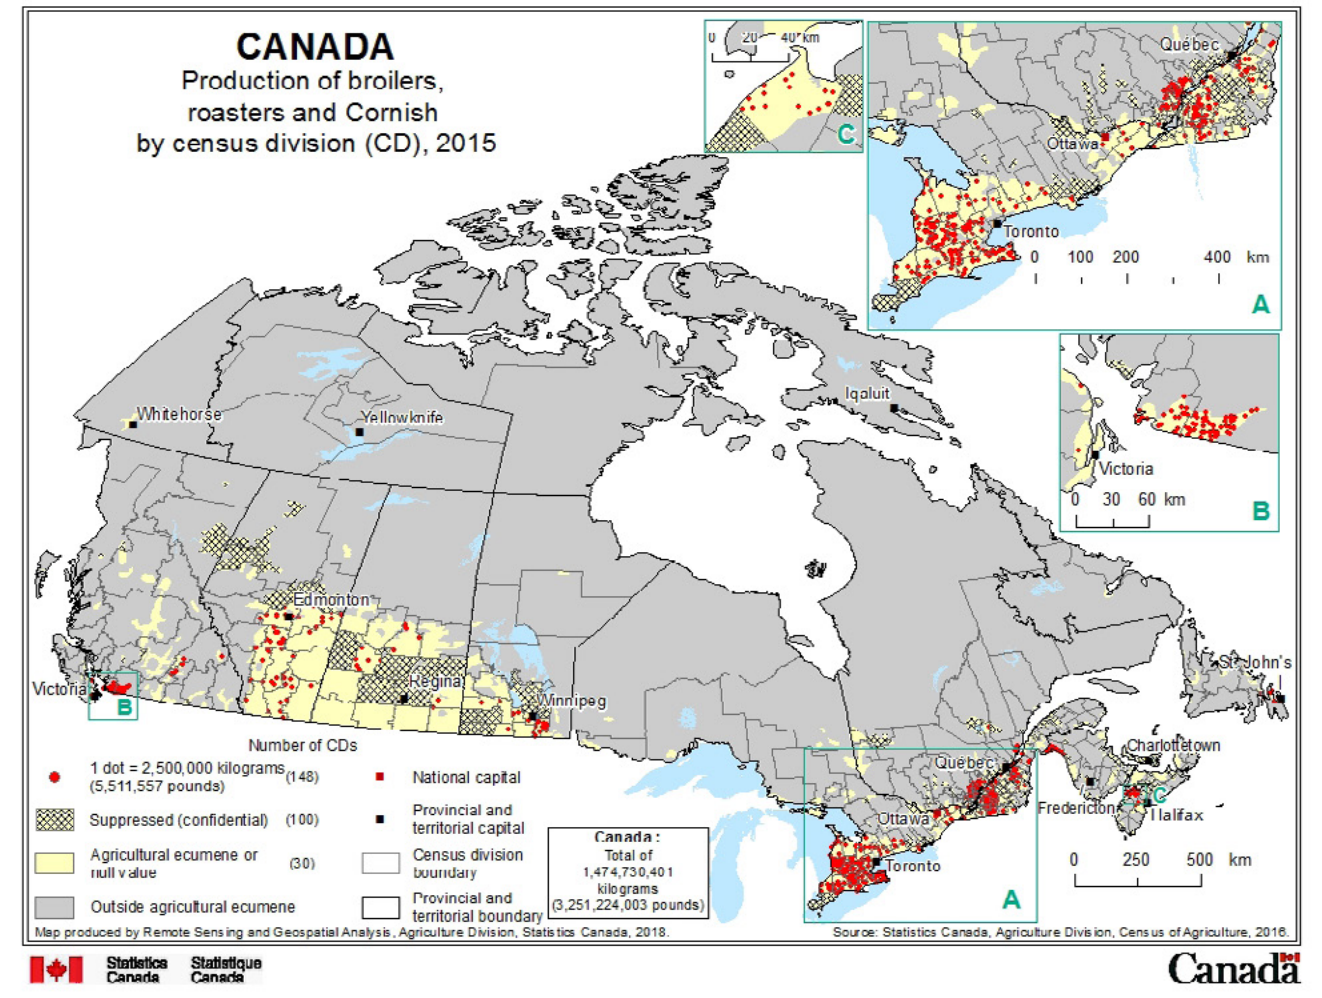 CANADA
Production of broilers,
roasters and Cornish
by census division (CD), 2015
0 20 40 km
C
Québec
Ottawa
Toronto
0 100 200 400 km
A
Victoria
0 30 60 km
B
Whitehorse
Yellowknife
Iqaluit
Edmonton
Regina
Winnipeg
Victoria
B
St. John's
Charlottetown
Québec
Fredericton
C
Halifax
Ottawa
Toronto
A
0 250 500 km
Number of CDs
1 dot = 2,500,000 kilograms (148)
(5,511,557 pounds)
Suppressed (confidential) (100)
Agricultural ecumene or
null value
(30)
Outside agricultural ecumene
National capital
Provincial and
territorial capital
Census division
boundary
Provincial and
territorial boundary
Canada :
Total of
1,474,730,401
kilograms
(3,251,224,003 pounds)
Map produced by Remote Sensing and Geospatial Analysis, Agriculture Division, Statistics Canada, 2018.
Source: Statistics Canada, Agriculture Division, Census of Agriculture, 2016.
Statistics
Canada
Statistique
Canada
Canada